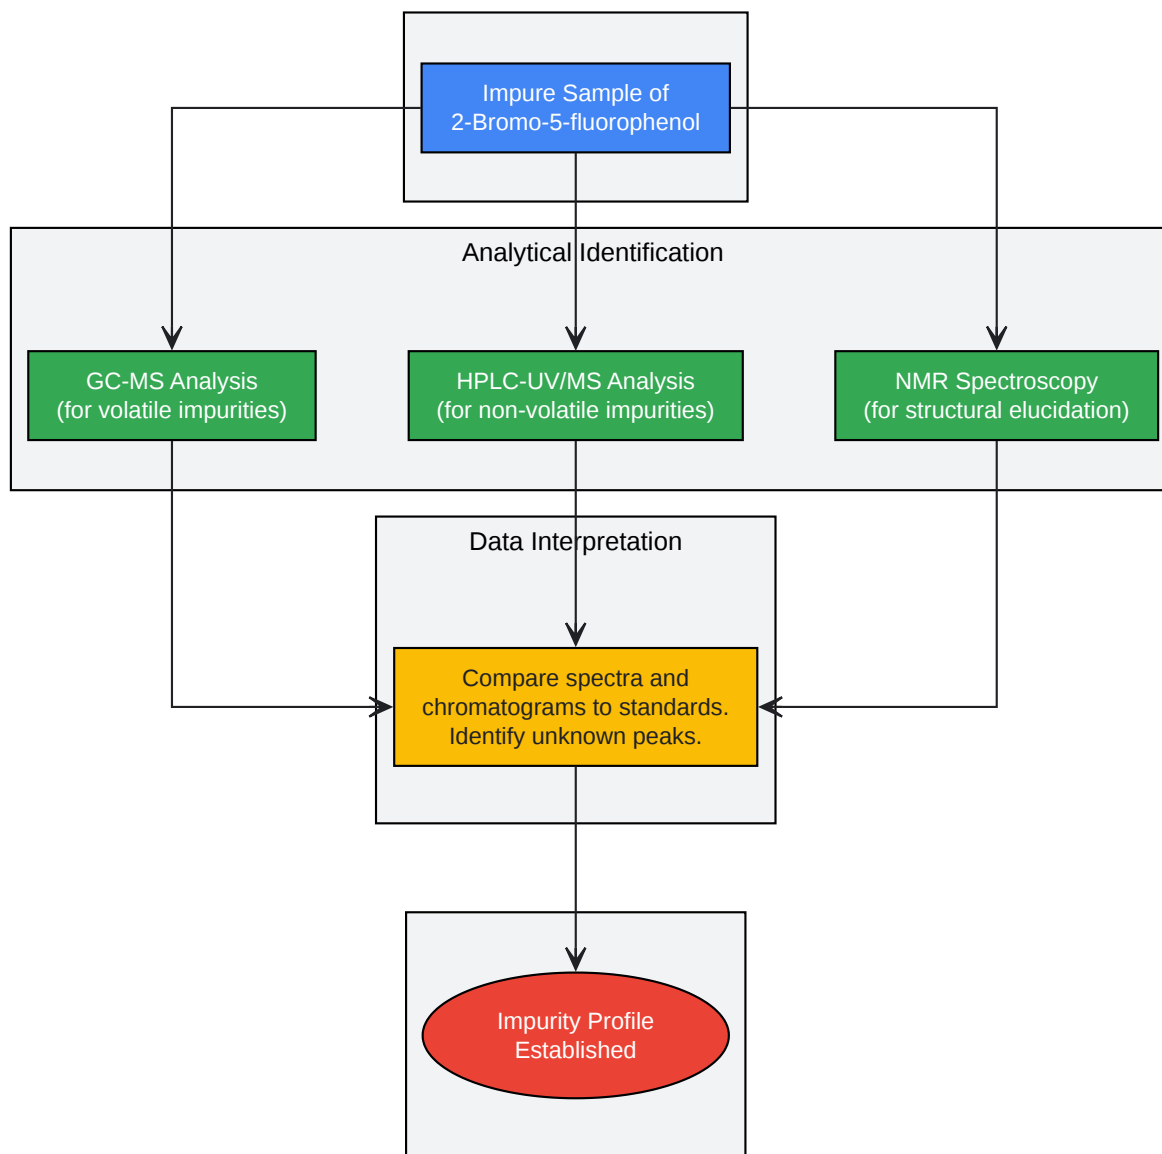 Impure Sample of
2-Bromo-5-fluorophenol
Analytical Identification
GC-MS Analysis
(for volatile impurities)
HPLC-UV/MS Analysis
(for non-volatile impurities)
NMR Spectroscopy
(for structural elucidation)
Data Interpretation
Compare spectra and
chromatograms to standards.
Identify unknown peaks.
Impurity Profile
Established